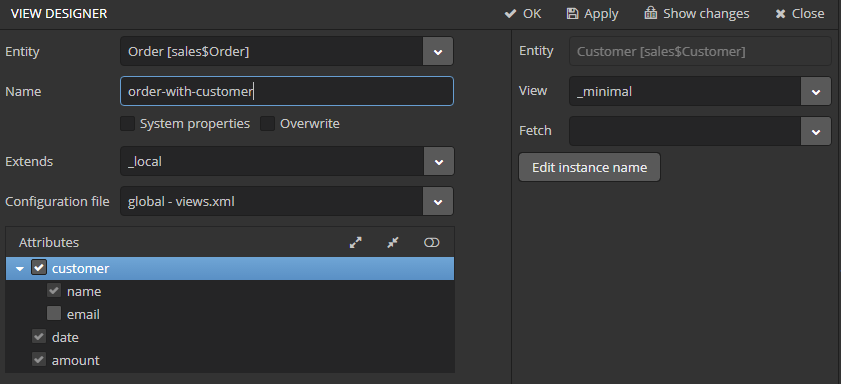 VIEW DESIGNER
OK
Apply
Show changes
Close
Entity
Order [sales$Order]
Name
order-with-customer
System properties
Overwrite
Extends
_local
Configuration file
global - views.xml
Attributes
customer
name
email
date
amount
Entity
Customer [sales$Customer]
View
_minimal
Fetch
Edit instance name